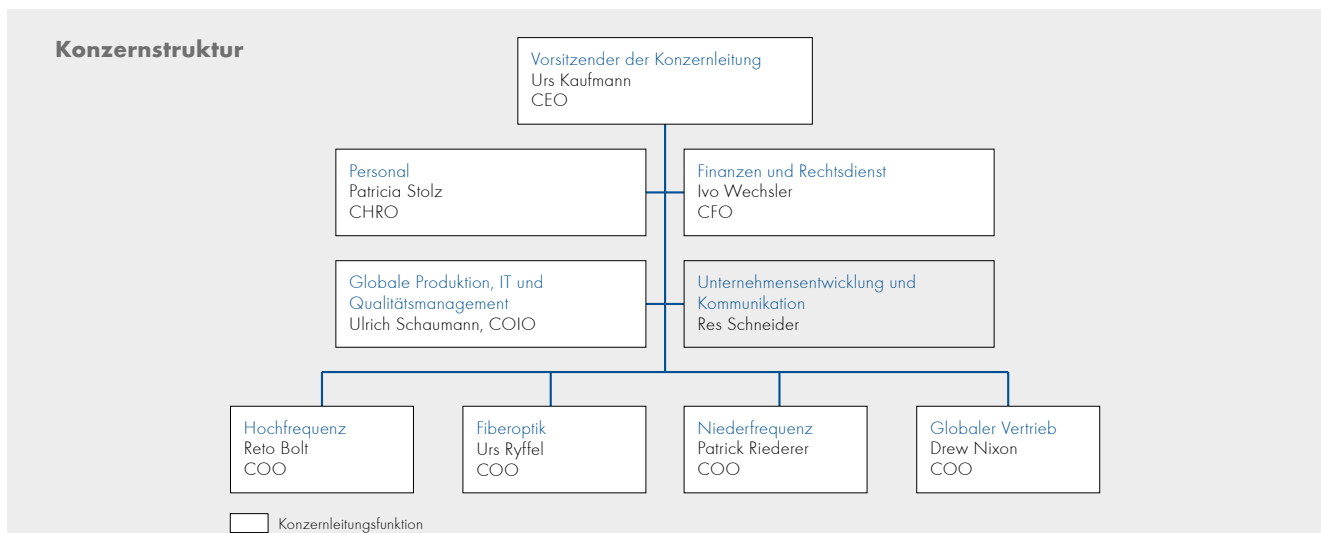 Konzernstruktur
Vorsitzender der Konzernleitung
Urs Kaufmann
CEO
Personal
Patricia Stolz
CHRO
Finanzen und Rechtsdienst
Ivo Wechsler
CFO
Globale Produktion, IT und
Qualitätsmanagement
Ulrich Schaumann, COIO
Unternehmensentwicklung und
Kommunikation
Res Schneider
Hochfrequenz
Reto Bolt
COO
Fiberoptik
Urs Ryffel
COO
Niederfrequenz
Patrick Riederer
COO
Globaler Vertrieb
Drew Nixon
COO
Konzernleitungsfunktion